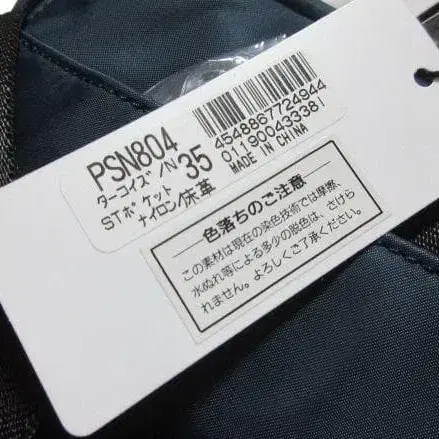 PSN804
ターコイズ/N 35
STポケット
ナイロン/床革
4548867724944
01190043338
MADE IN CHINA
色落ちのご注意
この素材は現在の染色技術では摩擦、
水ぬれ等による多少の脱色は、さけら
れません。よろしくご了承ください。